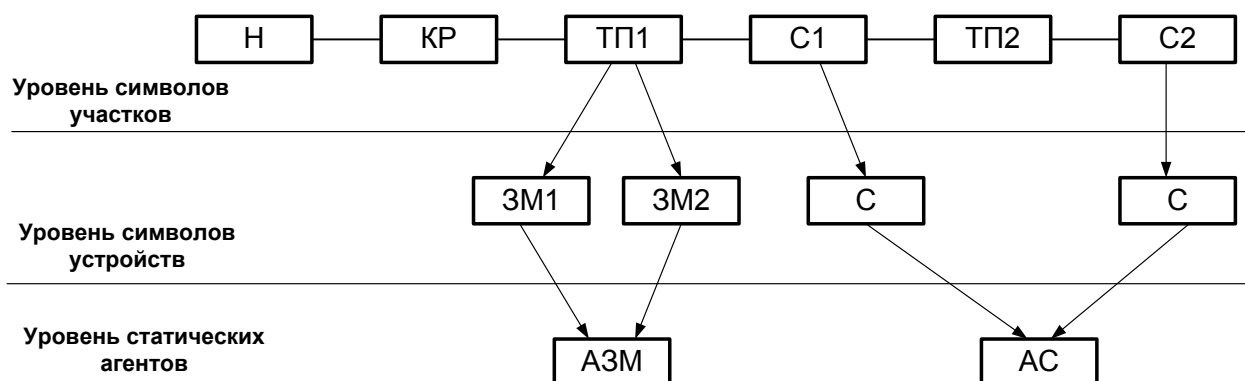 Н КР ТП1 С1 ТП2 С2
Уровень символов
участков
ЗМ1 ЗМ2 С С
Уровень символов
устройств
Уровень статических
агентов
АЗМ АС